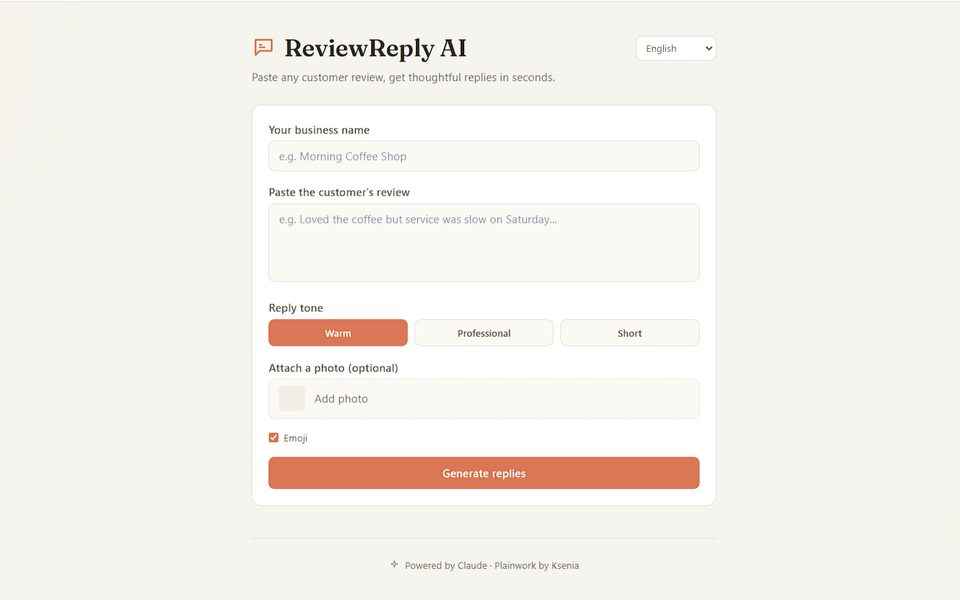 ReviewReply AI
English
Paste any customer review, get thoughtful replies in seconds.
Your business name
e.g. Morning Coffee Shop
Paste the customer's review
e.g. Loved the coffee but service was slow on Saturday...
Reply tone
Warm
Professional
Short
Attach a photo (optional)
Add photo
Emoji
Generate replies
Powered by Claude · Plainwork by Ksenia